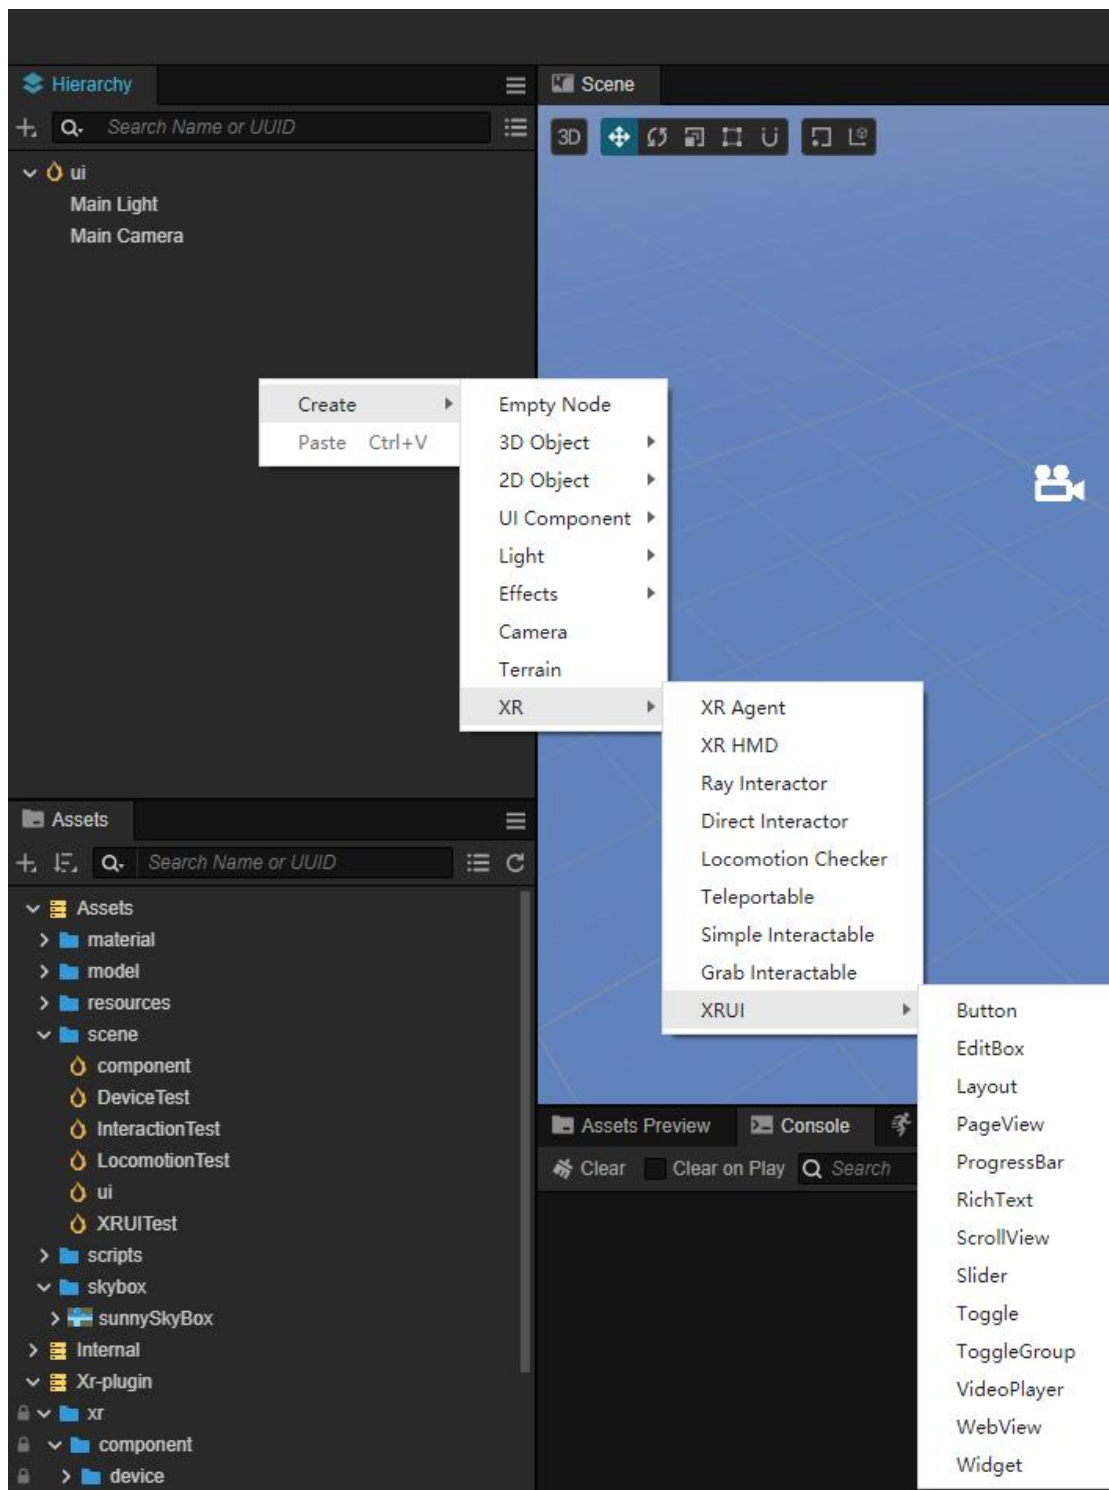 Hierarchy
Search Name or UUID
ui
Main Light
Main Camera
Scene
3D
Create
Paste Ctrl+V
Empty Node
3D Object
2D Object
UI Component
Light
Effects
Camera
Terrain
XR
XR Agent
XR HMD
Ray Interactor
Direct Interactor
Locomotion Checker
Teleportable
Simple Interactable
Grab Interactable
XRUI
Button
EditBox
Layout
PageView
ProgressBar
RichText
ScrollView
Slider
Toggle
ToggleGroup
VideoPlayer
WebView
Widget
Assets
Search Name or UUID
Assets
material
model
resources
scene
component
DeviceTest
InteractionTest
LocomotionTest
ui
XRUITest
scripts
skybox
sunnySkyBox
Internal
Xr-plugin
xr
component
device
Assets Preview
Console
Clear
Clear on Play
Search